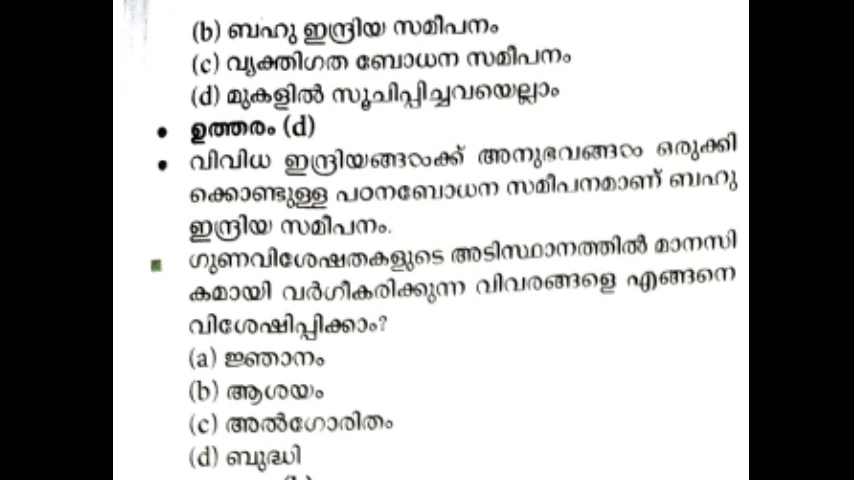 (b) ബഹു ഇന്ദ്രിയ സമീപനം
(c) വ്യക്തിഗത ബോധന സമീപനം
(d) മുകളിൽ സൂചിപ്പിച്ചവയെല്ലാം
• ഉത്തരം (d)
• വിവിധ ഇന്ദ്രിയങ്ങൾക്ക് അനുഭവങ്ങൾ ഒരുക്കി
ക്കൊണ്ടുള്ള പഠനബോധന സമീപനമാണ് ബഹു
ഇന്ദ്രിയ സമീപനം.
■ ഗുണവിശേഷതകളുടെ അടിസ്ഥാനത്തിൽ മാനസി
കമായി വർഗീകരിക്കുന്ന വിവരങ്ങളെ എങ്ങനെ
വിശേഷിപ്പിക്കാം?
(a) ജ്ഞാനം
(b) ആശയം
(c) അൽഗോരിതം
(d) ബുദ്ധി